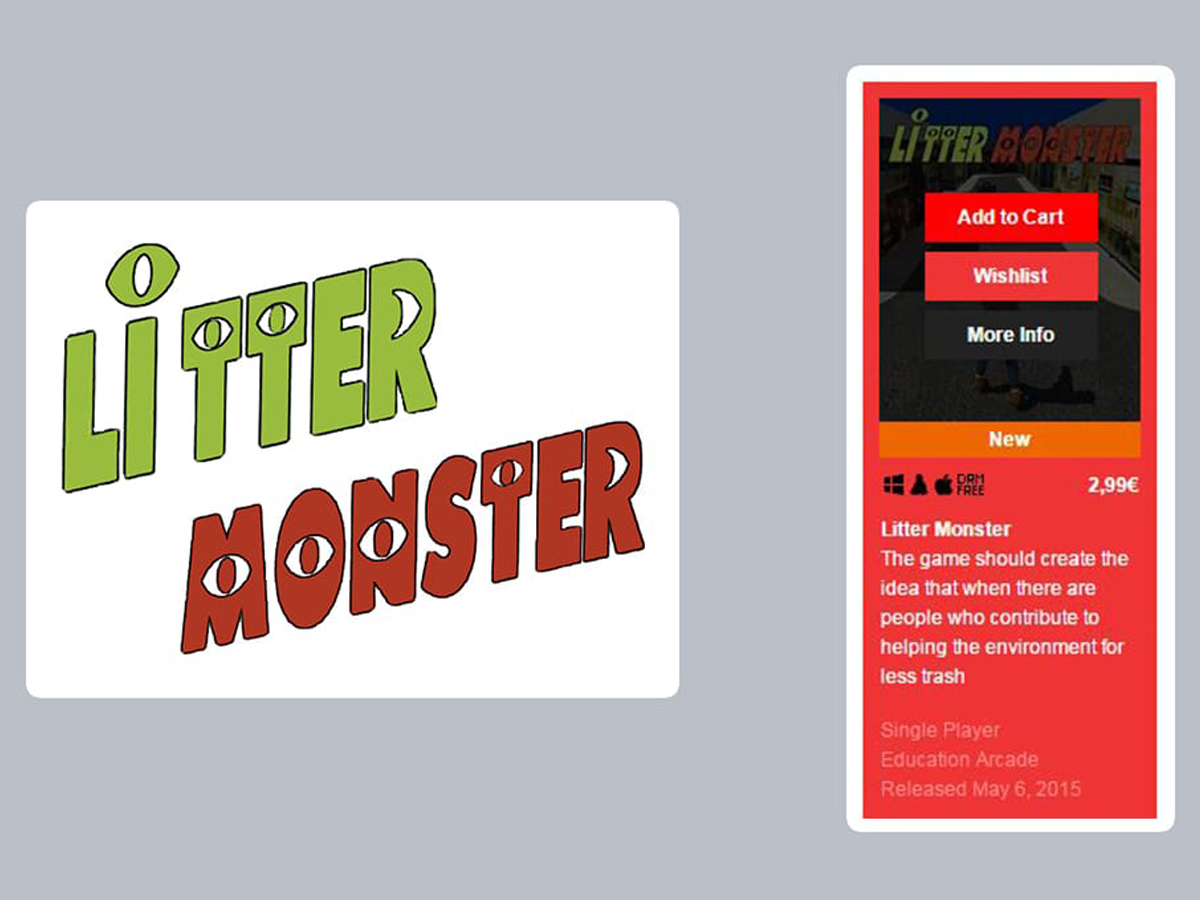 LiTTER
MONSTER
LiTTER MONSTER
Add to Cart
Wishlist
More Info
New
DRM
FREE
2,99€
Litter Monster
The game should create the
idea that when there are
people who contribute to
helping the environment for
less trash
Single Player
Education Arcade
Released May 6, 2015